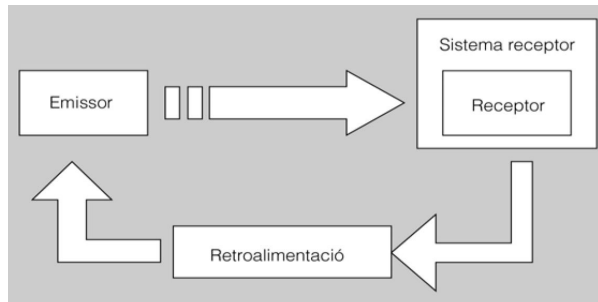 Sistema receptor
Emissor
Receptor
Retroalimentació